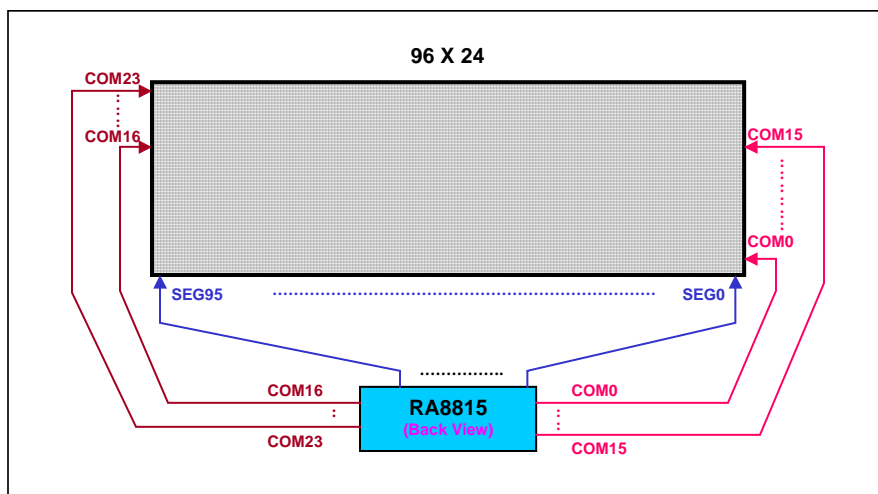 96 X 24
COM23
COM16
COM15
COM0
SEG95
SEG0
COM16
COM23
RA8815
(Back View)
COM0
COM15